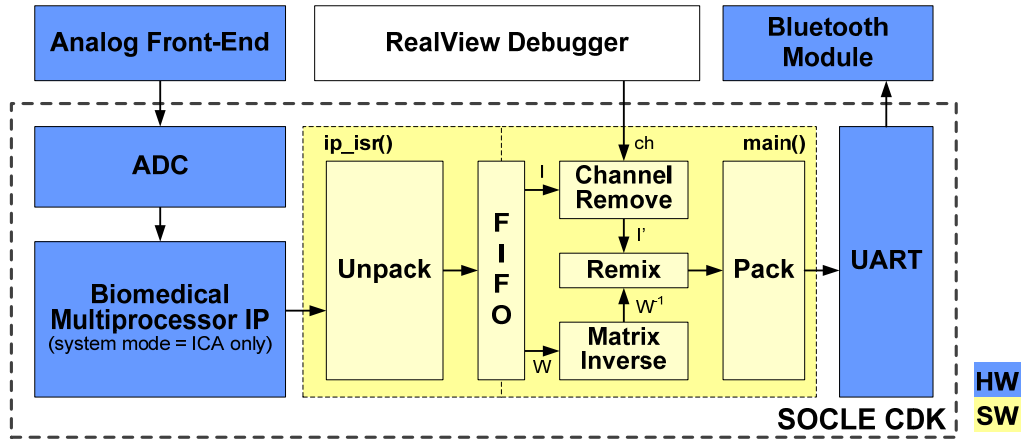 Analog Front-End
RealView Debugger
Bluetooth
Module
ADC
Biomedical
Multiprocessor IP
(system mode = ICA only)
ip_isr()
Unpack
F
I
F
O
I
W
ch
Channel
Remove
I'
Remix
W-1
Matrix
Inverse
main()
Pack
UART
SOCLE CDK
HW
SW